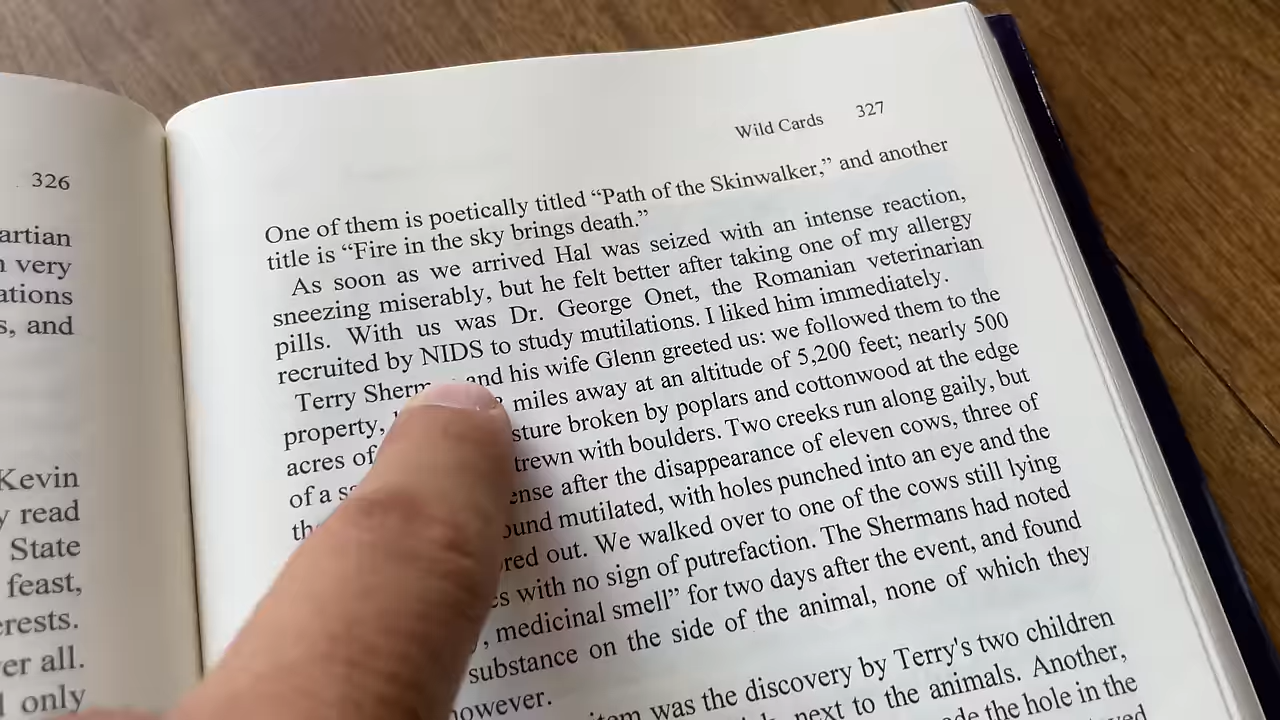 326
artian
very
ations
s, and
Kevin
y read
State
feast,
erests.
er all.
only
Wild Cards 327
One of them is poetically titled “Path of the Skinwalker,” and another
title is “Fire in the sky brings death.”
As soon as we arrived Hal was seized with an intense reaction,
sneezing miserably, but he felt better after taking one of my allergy
pills. With us was Dr. George Onet, the Romanian veterinarian
recruited by NIDS to study mutilations. I liked him immediately.
Terry Sherm and his wife Glenn greeted us: we followed them to the
property, miles away at an altitude of 5,200 feet; nearly 500
acres of sture broken by poplars and cottonwood at the edge
of a trewn with boulders. Two creeks run along gaily, but
ense after the disappearance of eleven cows, three of
ound mutilated, with holes punched into an eye and the
red out. We walked over to one of the cows still lying
with no sign of putrefaction. The Shermans had noted
, medicinal smell” for two days after the event, and found
substance on the side of the animal, none of which they
owever.
was the discovery by Terry's two children
next to the animals. Another,
the hole in the